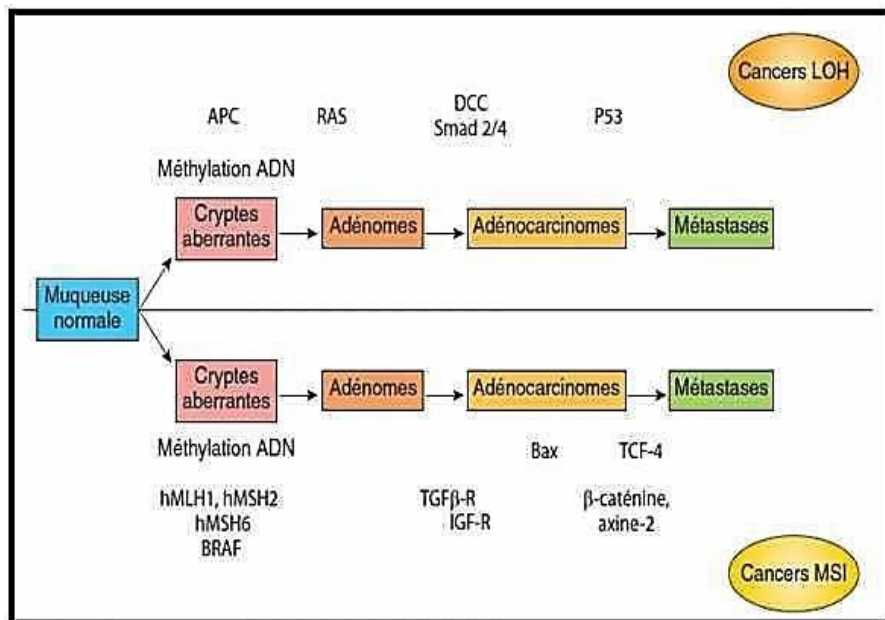 Cancers LOH
APC RAS DCC P53
Smad 2/4
Méthylation ADN
Cryptes
aberrantes
Adénomes
Adénocarcinomes
Métastases
Muqueuse
normale
Cryptes
aberrantes
Adénomes
Adénocarcinomes
Métastases
Méthylation ADN
Bax TCF-4
hMLH1, hMSH2
hMSH6
BRAF
TGFβ-R
IGF-R
β-caténine,
axine-2
Cancers MSI